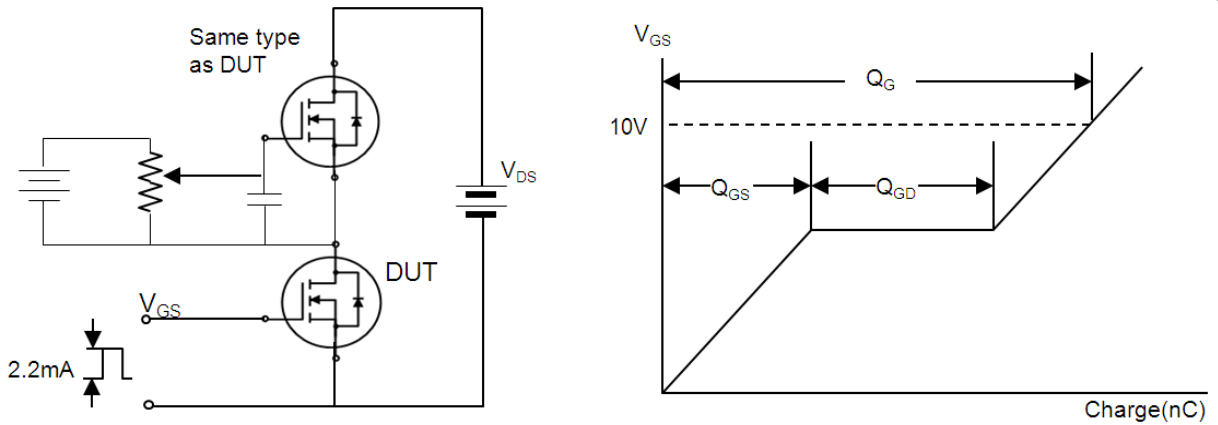 Same type
as DUT
V_DS
DUT
V_GS
2.2mA
V_GS
Q_G
10V
Q_GS
Q_GD
Charge(nC)